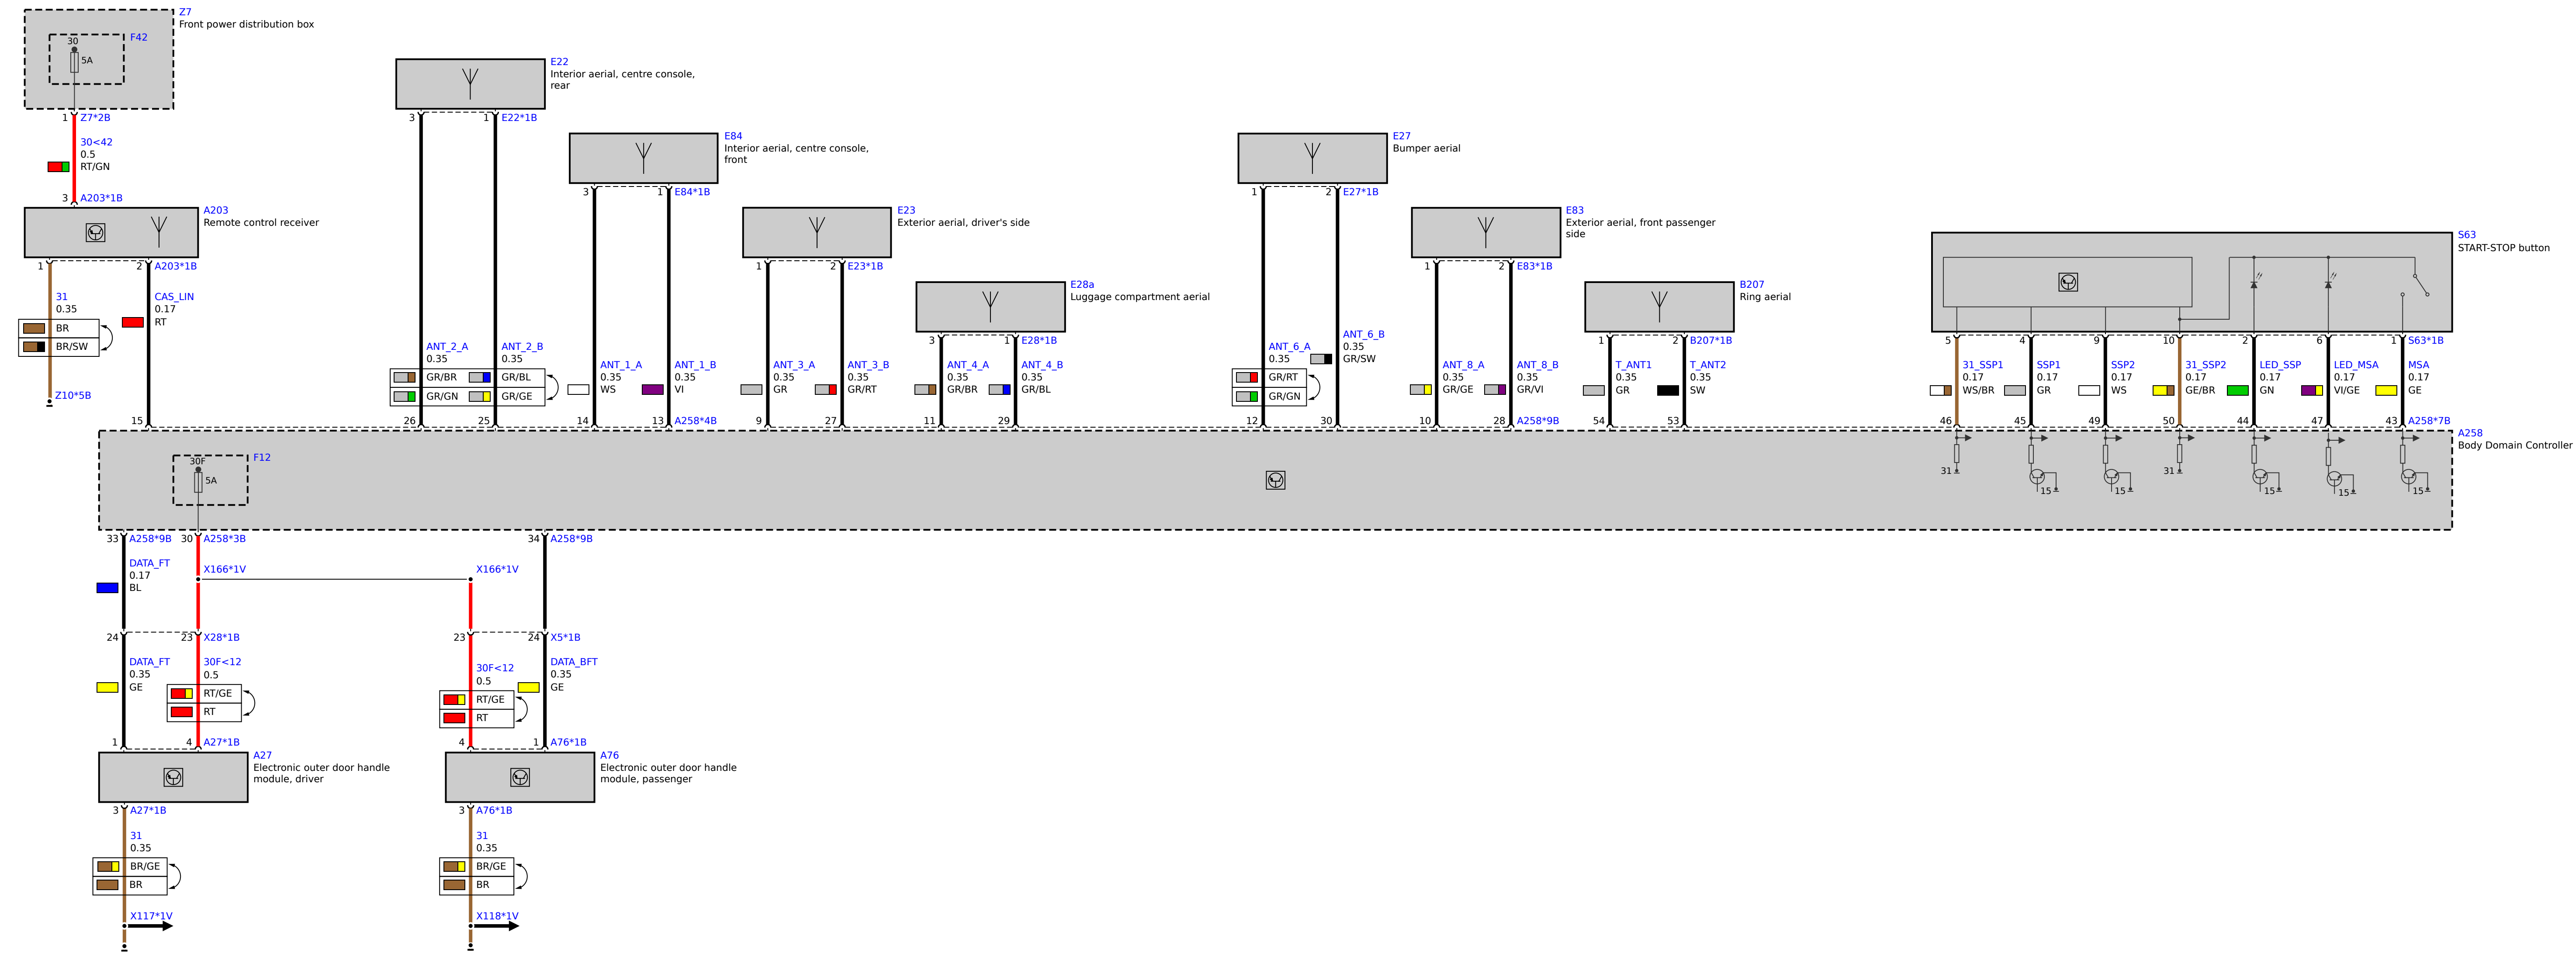 Z7
Front power distribution box
F42
30
5A
1
Z7*2B
30<42
0.5
RT/GN
3
A203*1B
A203
Remote control receiver
1
2
A203*1B
31
0.35
BR
BR/SW
Z10*5B
CAS_LIN
0.17
RT
15
E22
Interior aerial, centre console,
rear
3
1
E22*1B
ANT_2_A
0.35
GR/BR
GR/GN
26
ANT_2_B
0.35
GR/BL
GR/GE
25
E84
Interior aerial, centre console,
front
3
1
E84*1B
ANT_1_A
0.35
WS
14
ANT_1_B
0.35
VI
13
A258*4B
E23
Exterior aerial, driver's side
1
2
E23*1B
ANT_3_A
0.35
GR
9
ANT_3_B
0.35
GR/RT
27
E28a
Luggage compartment aerial
3
1
E28*1B
ANT_4_A
0.35
GR/BR
11
ANT_4_B
0.35
GR/BL
29
E27
Bumper aerial
1
2
E27*1B
ANT_6_A
0.35
GR/RT
GR/GN
12
ANT_6_B
0.35
GR/SW
30
E83
Exterior aerial, front passenger
side
1
2
E83*1B
ANT_8_A
0.35
GR/GE
10
ANT_8_B
0.35
GR/VI
28
A258*9B
B207
Ring aerial
1
2
B207*1B
T_ANT1
0.35
GR
54
T_ANT2
0.35
SW
53
S63
START-STOP button
5
4
9
10
2
6
1
S63*1B
31_SSP1
0.17
WS/BR
46
SSP1
0.17
GR
45
SSP2
0.17
WS
49
31_SSP2
0.17
GE/BR
50
LED_SSP
0.17
GN
44
LED_MSA
0.17
VI/GE
47
MSA
0.17
GE
43
A258*7B
A258
Body Domain Controller
31
15
15
31
15
15
15
F12
30F
5A
33
A258*9B
30
A258*3B
34
A258*9B
DATA_FT
0.17
BL
X166*1V
X166*1V
24
23
X28*1B
23
24
X5*1B
DATA_FT
0.35
GE
30F<12
0.5
RT/GE
RT
30F<12
0.5
RT/GE
RT
DATA_BFT
0.35
GE
1
4
A27*1B
4
1
A76*1B
A27
Electronic outer door handle
module, driver
A76
Electronic outer door handle
module, passenger
3
A27*1B
3
A76*1B
31
0.35
BR/GE
BR
31
0.35
BR/GE
BR
X117*1V
X118*1V